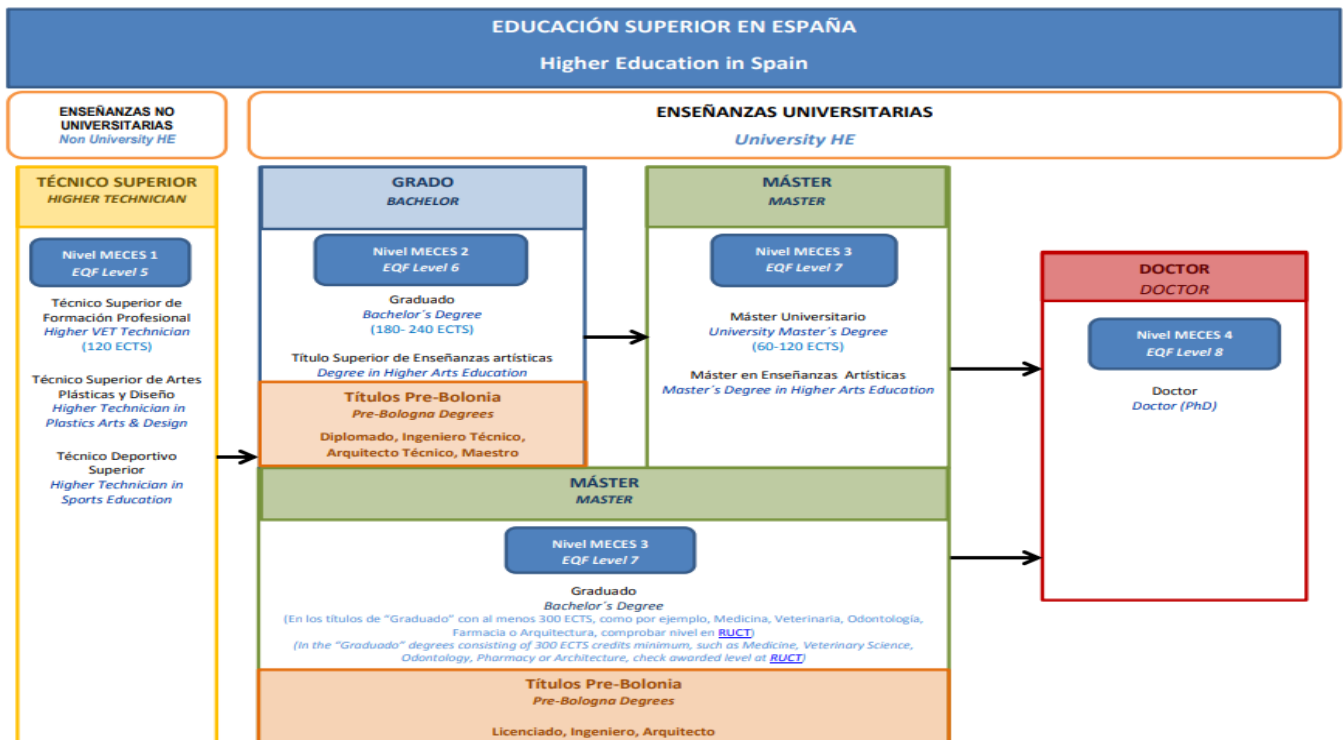 EDUCACIÓN SUPERIOR EN ESPAÑA
Higher Education in Spain
ENSEÑANZAS NO
UNIVERSITARIAS
Non University HE
ENSEÑANZAS UNIVERSITARIAS
University HE
TÉCNICO SUPERIOR
HIGHER TECHNICIAN
Nivel MECES 1
EQF Level 5
Técnico Superior de
Formación Profesional
Higher VET Technician
(120 ECTS)
Técnico Superior de Artes
Plásticas y Diseño
Higher Technician in
Plastics Arts & Design
Técnico Deportivo
Superior
Higher Technician in
Sports Education
GRADO
BACHELOR
Nivel MECES 2
EQF Level 6
Graduado
Bachelor´s Degree
(180- 240 ECTS)
Título Superior de Enseñanzas artísticas
Degree in Higher Arts Education
Títulos Pre-Bolonia
Pre-Bologna Degrees
Diplomado, Ingeniero Técnico,
Arquitecto Técnico, Maestro
MÁSTER
MASTER
Nivel MECES 3
EQF Level 7
Máster Universitario
University Master´s Degree
(60-120 ECTS)
Máster en Enseñanzas Artísticas
Master´s Degree in Higher Arts Education
MÁSTER
MASTER
Nivel MECES 3
EQF Level 7
Graduado
Bachelor´s Degree
(En los títulos de “Graduado” con al menos 300 ECTS, como por ejemplo, Medicina, Veterinaria, Odontología,
Farmacia o Arquitectura, comprobar nivel en RUCT)
(In the “Graduado” degrees consisting of 300 ECTS credits minimum, such as Medicine, Veterinary Science,
Odontology, Pharmacy or Architecture, check awarded level at RUCT)
Títulos Pre-Bolonia
Pre-Bologna Degrees
Licenciado, Ingeniero, Arquitecto
DOCTOR
DOCTOR
Nivel MECES 4
EQF Level 8
Doctor
Doctor (PhD)